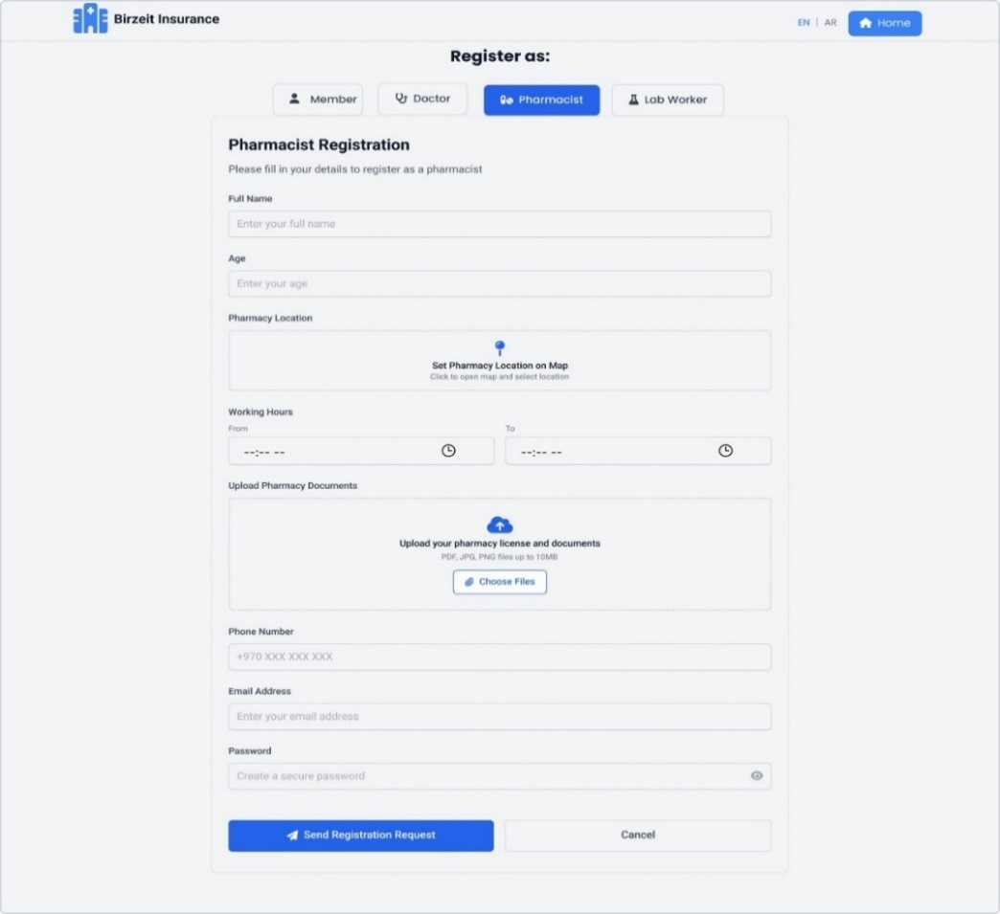 Birzeit Insurance
EN | AR
Home
Register as:
Member
Doctor
Pharmacist
Lab Worker
Pharmacist Registration
Please fill in your details to register as a pharmacist
Full Name
Enter your full name
Age
Enter your age
Pharmacy Location
Set Pharmacy Location on Map
Click to open map and select location
Working Hours
From
To
--:-- --
--:-- --
Upload Pharmacy Documents
Upload your pharmacy license and documents
PDF, JPG, PNG files up to 10MB
Choose Files
Phone Number
+970 XXX XXX XXX
Email Address
Enter your email address
Password
Create a secure password
Send Registration Request
Cancel